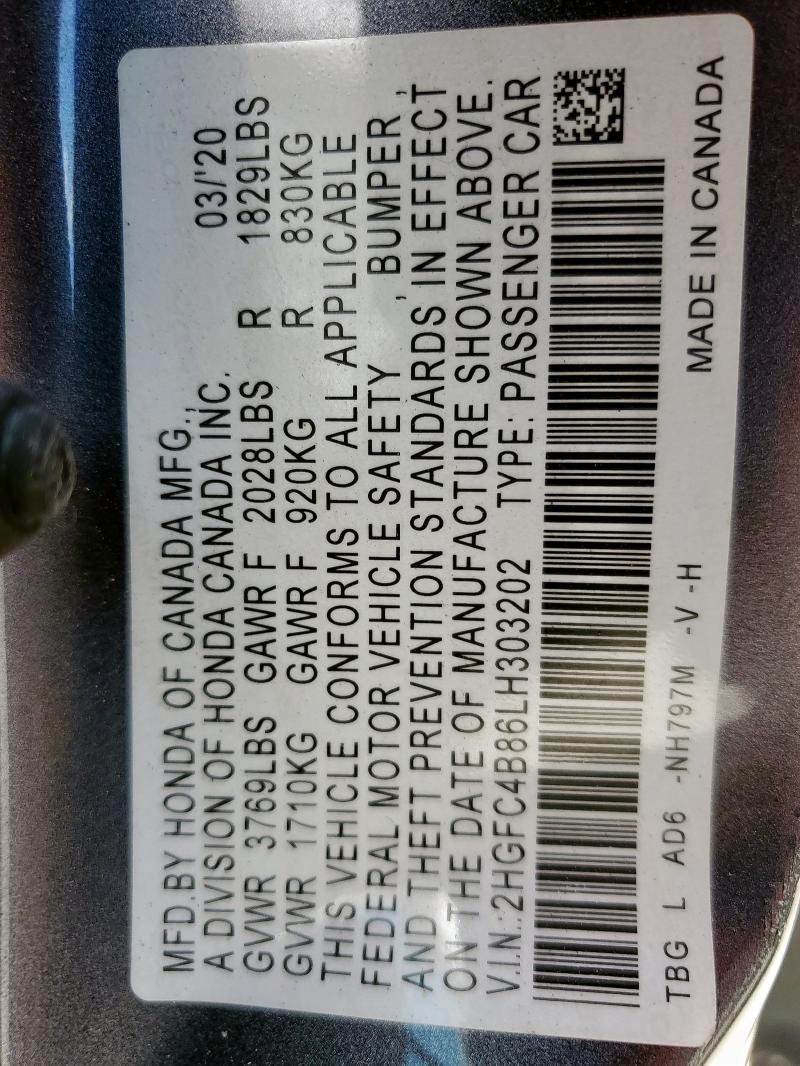 MFD.BY HONDA OF CANADA MFG.,
A DIVISION OF HONDA CANADA INC. 03/'20
GVWR 3769LBS GAWR F 2028LBS R 1829LBS
GVWR 1710KG GAWR F 920KG R 830KG
THIS VEHICLE CONFORMS TO ALL APPLICABLE
FEDERAL MOTOR VEHICLE SAFETY , BUMPER ,
AND THEFT PREVENTION STANDARDS IN EFFECT
ON THE DATE OF MANUFACTURE SHOWN ABOVE.
V.I.N.:2HGFC4B86LH303202 TYPE: PASSENGER CAR
TBG L AD6 -NH797M -V -H MADE IN CANADA